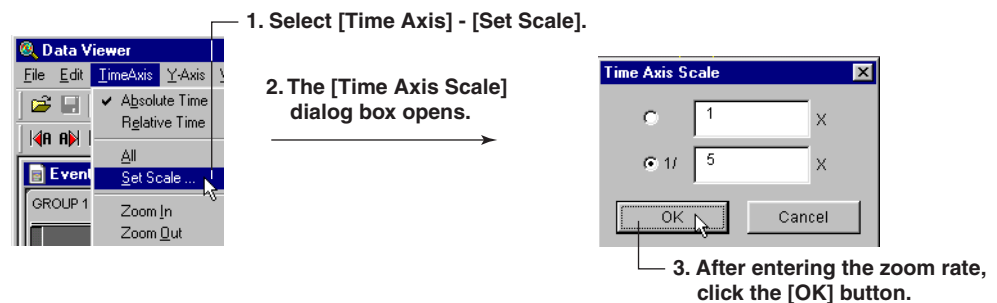 1. Select [Time Axis] - [Set Scale].
Data Viewer
File Edit TimeAxis Y-Axis
Absolute Time
Relative Time
All
Set Scale ...
Zoom In
Zoom Out
GROUP 1
2. The [Time Axis Scale]
dialog box opens.
Time Axis Scale
1 X
1/ 5 X
OK Cancel
3. After entering the zoom rate,
click the [OK] button.